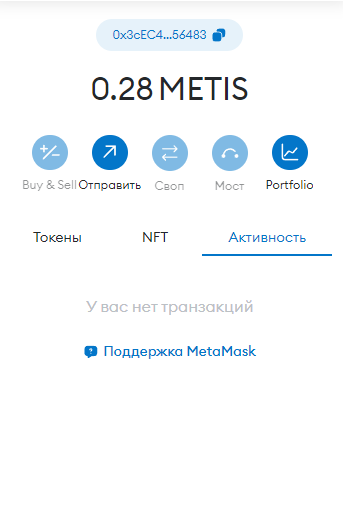 0x3cEC4...56483
0.28 METIS
Buy & Sell Отправить Своп Мост Portfolio
Токены NFT Активность
У вас нет транзакций
Поддержка MetaMask